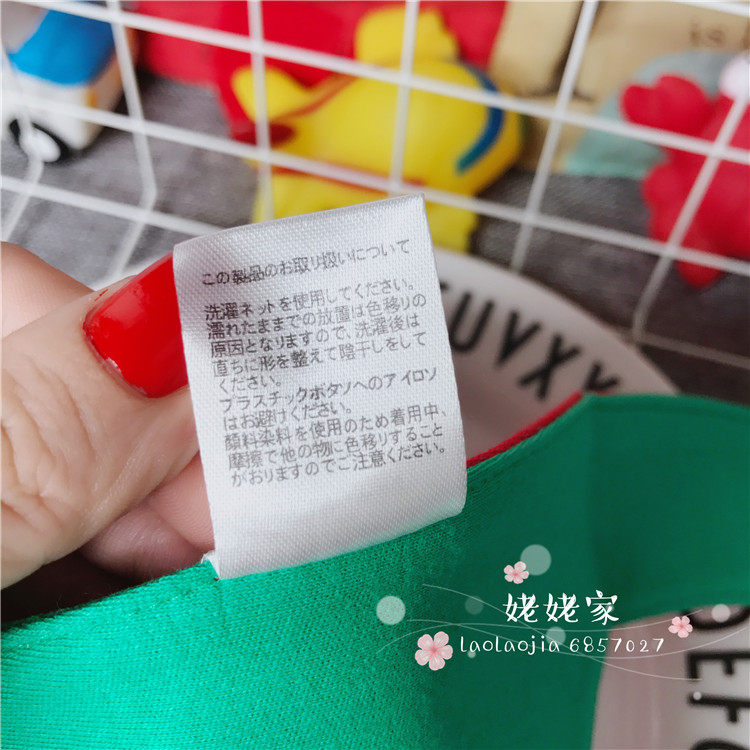 この製品のお取り扱いについて
洗濯ネットを使用してください。
濡れたままでの放置は色移りの
原因となりますので、洗濯後は
直ちに形を整えて陰干しをして
ください。
プラスチックボタソへのアイロソ
はお避けください。
顔料染料を使用のため着用中、
摩擦で他の物に色移りすること
がおりますのでご注意ください。
UVXX
姥姥家
laolaojia 6857027
DEFG